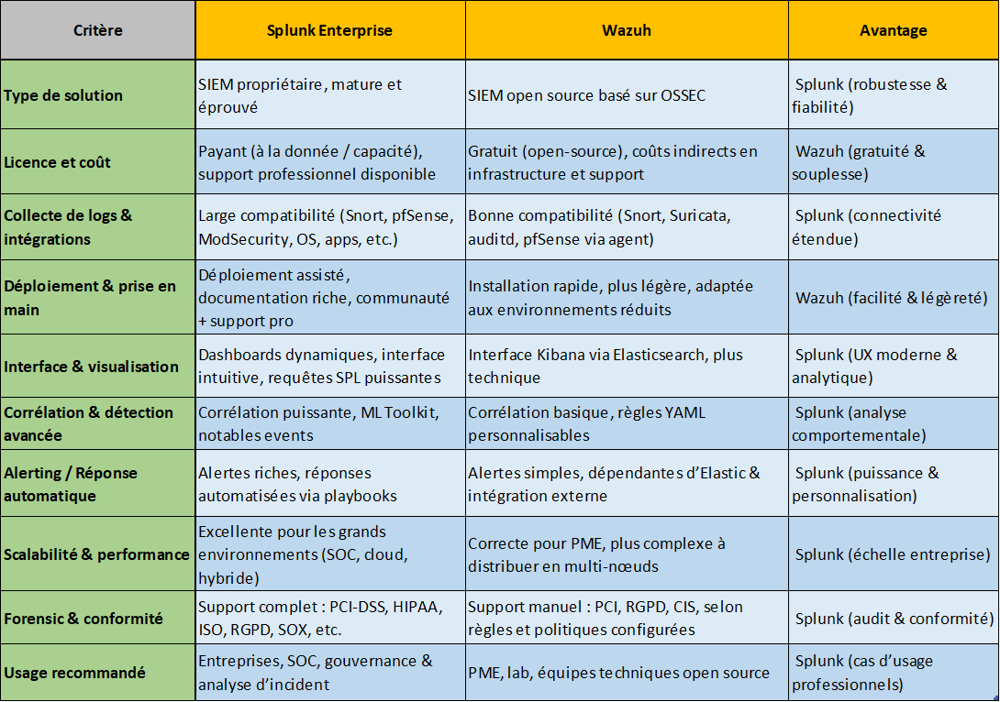 Critère
Splunk Enterprise
Wazuh
Avantage
Type de solution
SIEM propriétaire, mature et
éprouvé
SIEM open source basé sur OSSEC
Splunk (robustesse &
fiabilité)
Licence et coût
Payant (à la donnée / capacité),
support professionnel disponible
Gratuit (open-source), coûts indirects en
infrastructure et support
Wazuh (gratuité &
souplesse)
Collecte de logs &
intégrations
Large compatibilité (Snort, pfSense,
ModSecurity, OS, apps, etc.)
Bonne compatibilité (Snort, Suricata,
auditd, pfSense via agent)
Splunk (connectivité
étendue)
Déploiement & prise en
main
Déploiement assisté,
documentation riche, communauté
+ support pro
Installation rapide, plus légère, adaptée
aux environnements réduits
Wazuh (facilité & légèreté)
Interface & visualisation
Dashboards dynamiques, interface
intuitive, requêtes SPL puissantes
Interface Kibana via Elasticsearch, plus
technique
Splunk (UX moderne &
analytique)
Corrélation & détection
avancée
Corrélation puissante, ML Toolkit,
notables events
Corrélation basique, règles YAML
personnalisables
Splunk (analyse
comportementale)
Alerting / Réponse
automatique
Alertes riches, réponses
automatisées via playbooks
Alertes simples, dépendantes d’Elastic &
intégration externe
Splunk (puissance &
personnalisation)
Scalabilité & performance
Excellente pour les grands
environnements (SOC, cloud,
hybride)
Correcte pour PME, plus complexe à
distribuer en multi-nœuds
Splunk (échelle entreprise)
Forensic & conformité
Support complet : PCI-DSS, HIPAA,
ISO, RGPD, SOX, etc.
Support manuel : PCI, RGPD, CIS, selon
règles et politiques configurées
Splunk (audit & conformité)
Usage recommandé
Entreprises, SOC, gouvernance &
analyse d’incident
PME, lab, équipes techniques open source
Splunk (cas d’usage
professionnels)